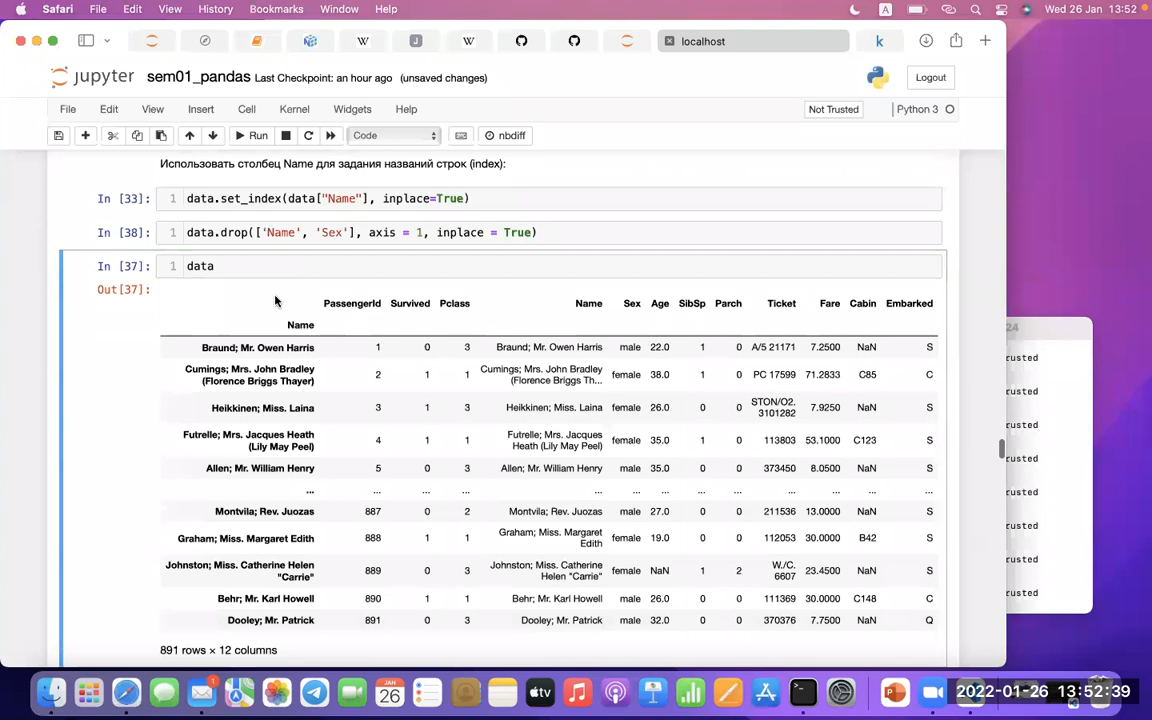 Safari File Edit View History Bookmarks Window Help A Wed 26 Jan 13:52
localhost
jupyter sem01_pandas Last Checkpoint: an hour ago (unsaved changes) Logout
File Edit View Insert Cell Kernel Widgets Help Not Trusted Python 3
Run Code nbdiff
Использовать столбец Name для задания названий строк (index):
In [33]: 1 data.set_index(data["Name"], inplace=True)
In [38]: 1 data.drop(['Name', 'Sex'], axis = 1, inplace = True)
In [37]: 1 data
Out[37]:
PassengerId Survived Pclass Name Sex Age SibSp Parch Ticket Fare Cabin Embarked
Name
Braund; Mr. Owen Harris 1 0 3 Braund; Mr. Owen Harris male 22.0 1 0 A/5 21171 7.2500 NaN S
Cumings; Mrs. John Bradley (Florence Briggs Thayer) 2 1 1 Cumings; Mrs. John Bradley (Florence Briggs Th... female 38.0 1 0 PC 17599 71.2833 C85 C
Heikkinen; Miss. Laina 3 1 3 Heikkinen; Miss. Laina female 26.0 0 0 STON/O2. 3101282 7.9250 NaN S
Futrelle; Mrs. Jacques Heath (Lily May Peel) 4 1 1 Futrelle; Mrs. Jacques Heath (Lily May Peel) female 35.0 1 0 113803 53.1000 C123 S
Allen; Mr. William Henry 5 0 3 Allen; Mr. William Henry male 35.0 0 0 373450 8.0500 NaN S
... ... ... ... ... ... ... ... ... ... ... ... ...
Montvila; Rev. Juozas 887 0 2 Montvila; Rev. Juozas male 27.0 0 0 211536 13.0000 NaN S
Graham; Miss. Margaret Edith 888 1 1 Graham; Miss. Margaret Edith female 19.0 0 0 112053 30.0000 B42 S
Johnston; Miss. Catherine Helen "Carrie" 889 0 3 Johnston; Miss. Catherine Helen "Carrie" female NaN 1 2 W./C. 6607 23.4500 NaN S
Behr; Mr. Karl Howell 890 1 1 Behr; Mr. Karl Howell male 26.0 0 0 111369 30.0000 C148 C
Dooley; Mr. Patrick 891 0 3 Dooley; Mr. Patrick male 32.0 0 0 370376 7.7500 NaN Q
891 rows × 12 columns
24
rusted
rusted
rusted
rusted
rusted
rusted
rusted
rusted
JAN
26
tv
2022-01-26 13:52:39